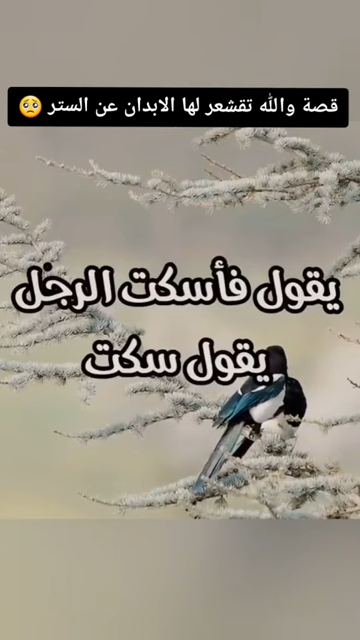 قصة والله تقشعر لها الابدان عن الستر 🥺
يقول فأسكت الرجل
يقول سكت